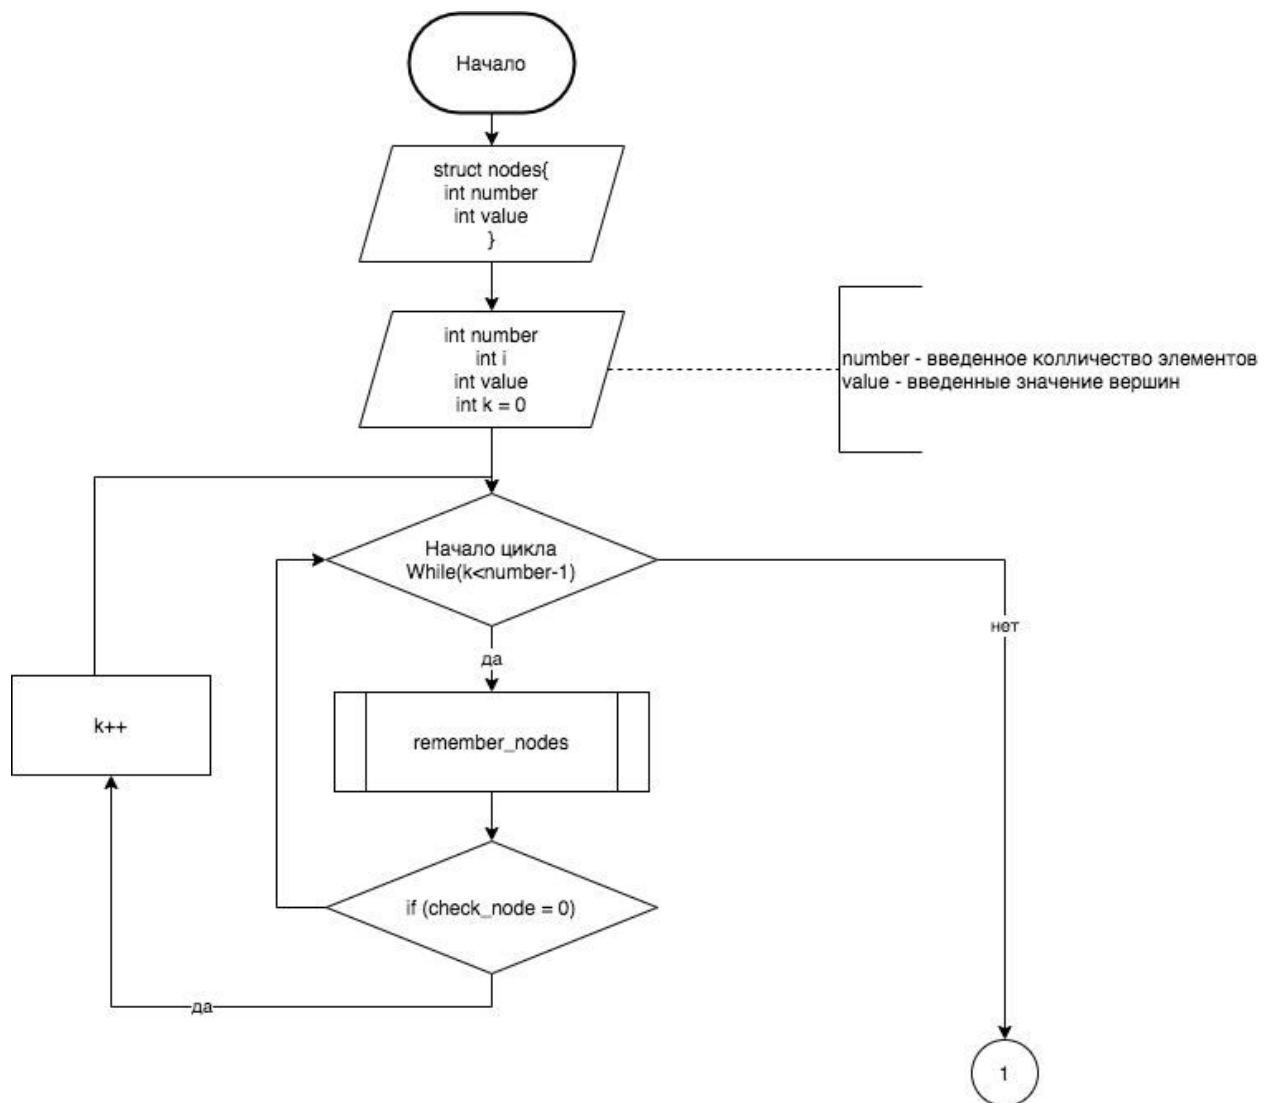 Начало
struct nodes{
int number
int value
}
int number
int i
int value
int k = 0
number - введенное колличество элементов
value - введенные значение вершин
Начало цикла
While(k<number-1)
нет
да
k++
remember_nodes
if (check_node = 0)
да
1